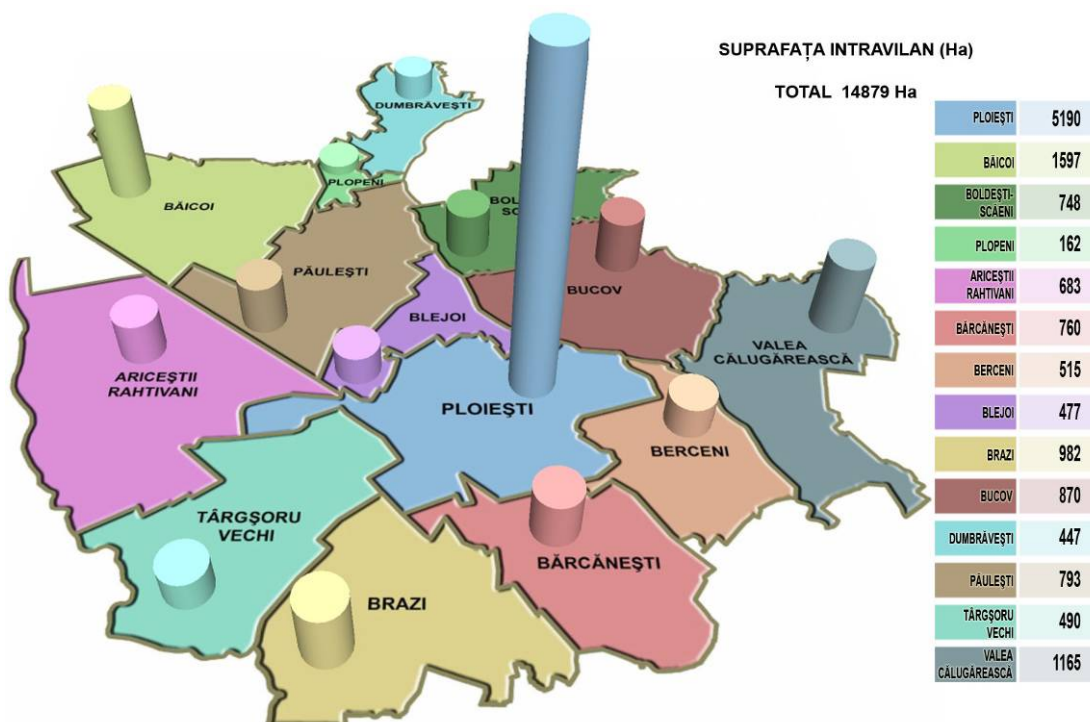 SUPRAFAȚA INTRAVILAN (Ha)
TOTAL 14879 Ha
DUMBRĂVEȘTI
PLOPENI
BĂICOI
BOL
SC
PĂULEȘTI
BUCOV
BLEJOI
VALEA
CĂLUGĂREASCĂ
ARICEȘTII
RAHTIVANI
PLOIEȘTI
BERCENI
TÂRGȘORU
VECHI
BĂRCĂNEȘTI
BRAZI
PLOIEȘTI 5190
BĂICOI 1597
BOLDEȘTI-
SCĂENI 748
PLOPENI 162
ARICEȘTII
RAHTIVANI 683
BĂRCĂNEȘTI 760
BERCENI 515
BLEJOI 477
BRAZI 982
BUCOV 870
DUMBRĂVEȘTI 447
PĂULEȘTI 793
TÂRGȘORU
VECHI 490
VALEA
CĂLUGĂREASCĂ 1165